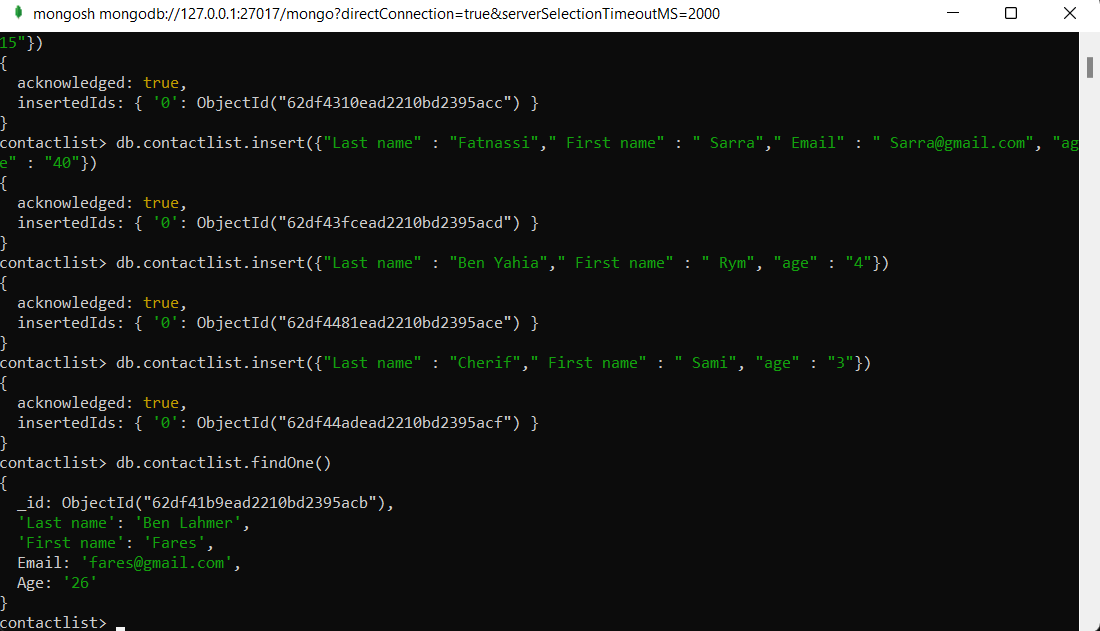 mongosh mongodb://127.0.0.1:27017/mongo?directConnection=true&serverSelectionTimeoutMS=2000
15"})
{
  acknowledged: true,
  insertedIds: { '0': ObjectId("62df4310ead2210bd2395acc") }
}
contactlist> db.contactlist.insert({"Last name" : "Fatnassi"," First name" : " Sarra"," Email" : " Sarra@gmail.com", "ag
e" : "40"})
{
  acknowledged: true,
  insertedIds: { '0': ObjectId("62df43fcead2210bd2395acd") }
}
contactlist> db.contactlist.insert({"Last name" : "Ben Yahia"," First name" : " Rym", "age" : "4"})
{
  acknowledged: true,
  insertedIds: { '0': ObjectId("62df4481ead2210bd2395ace") }
}
contactlist> db.contactlist.insert({"Last name" : "Cherif"," First name" : " Sami", "age" : "3"})
{
  acknowledged: true,
  insertedIds: { '0': ObjectId("62df44adead2210bd2395acf") }
}
contactlist> db.contactlist.findOne()
{
  _id: ObjectId("62df41b9ead2210bd2395acb"),
  'Last name': 'Ben Lahmer',
  'First name': 'Fares',
  Email: 'fares@gmail.com',
  Age: '26'
}
contactlist>